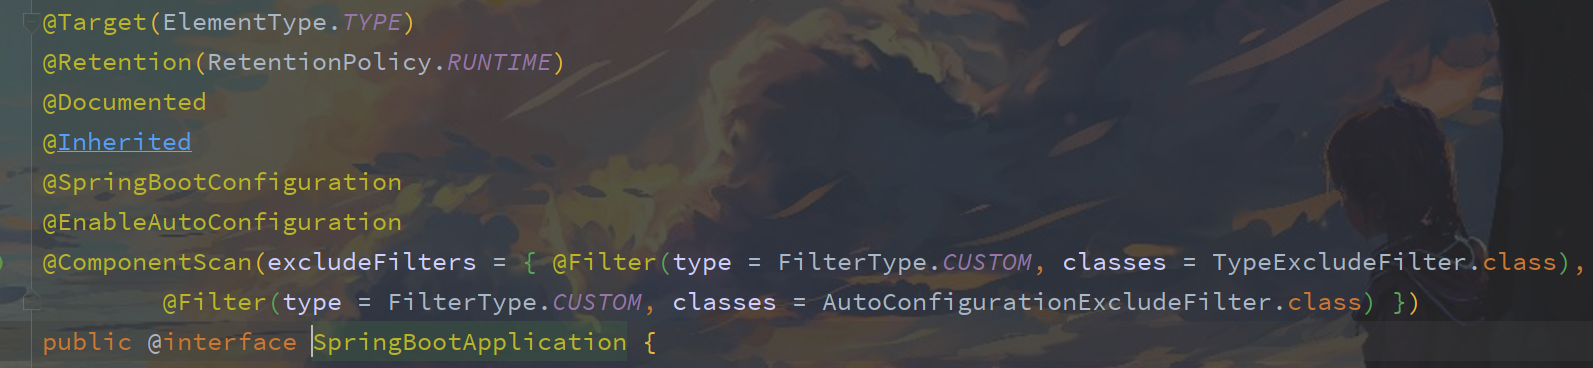 @Target(ElementType.TYPE)
@Retention(RetentionPolicy.RUNTIME)
@Documented
@Inherited
@SpringBootConfiguration
@EnableAutoConfiguration
@ComponentScan(excludeFilters = { @Filter(type = FilterType.CUSTOM, classes = TypeExcludeFilter.class),
        @Filter(type = FilterType.CUSTOM, classes = AutoConfigurationExcludeFilter.class) })
public @interface SpringBootApplication {